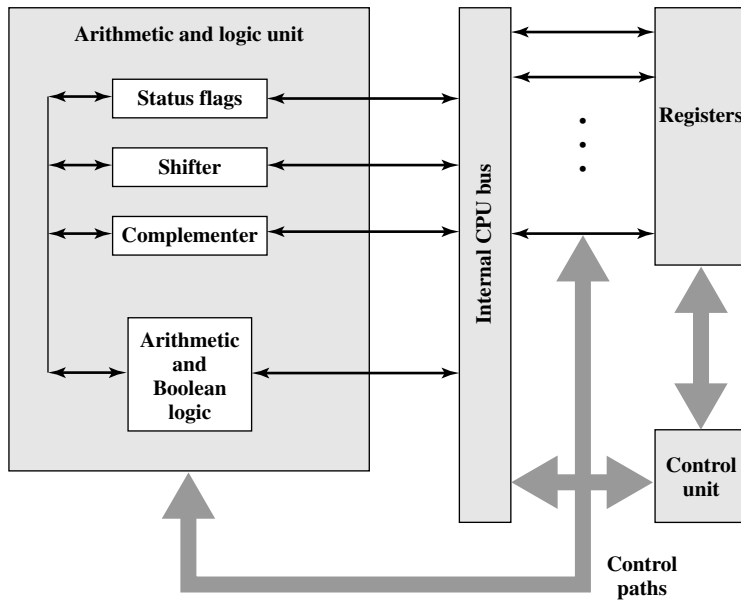 Arithmetic and logic unit
Status flags
Shifter
Complementer
Arithmetic
and
Boolean
logic
Internal CPU bus
Registers
Control
unit
Control
paths